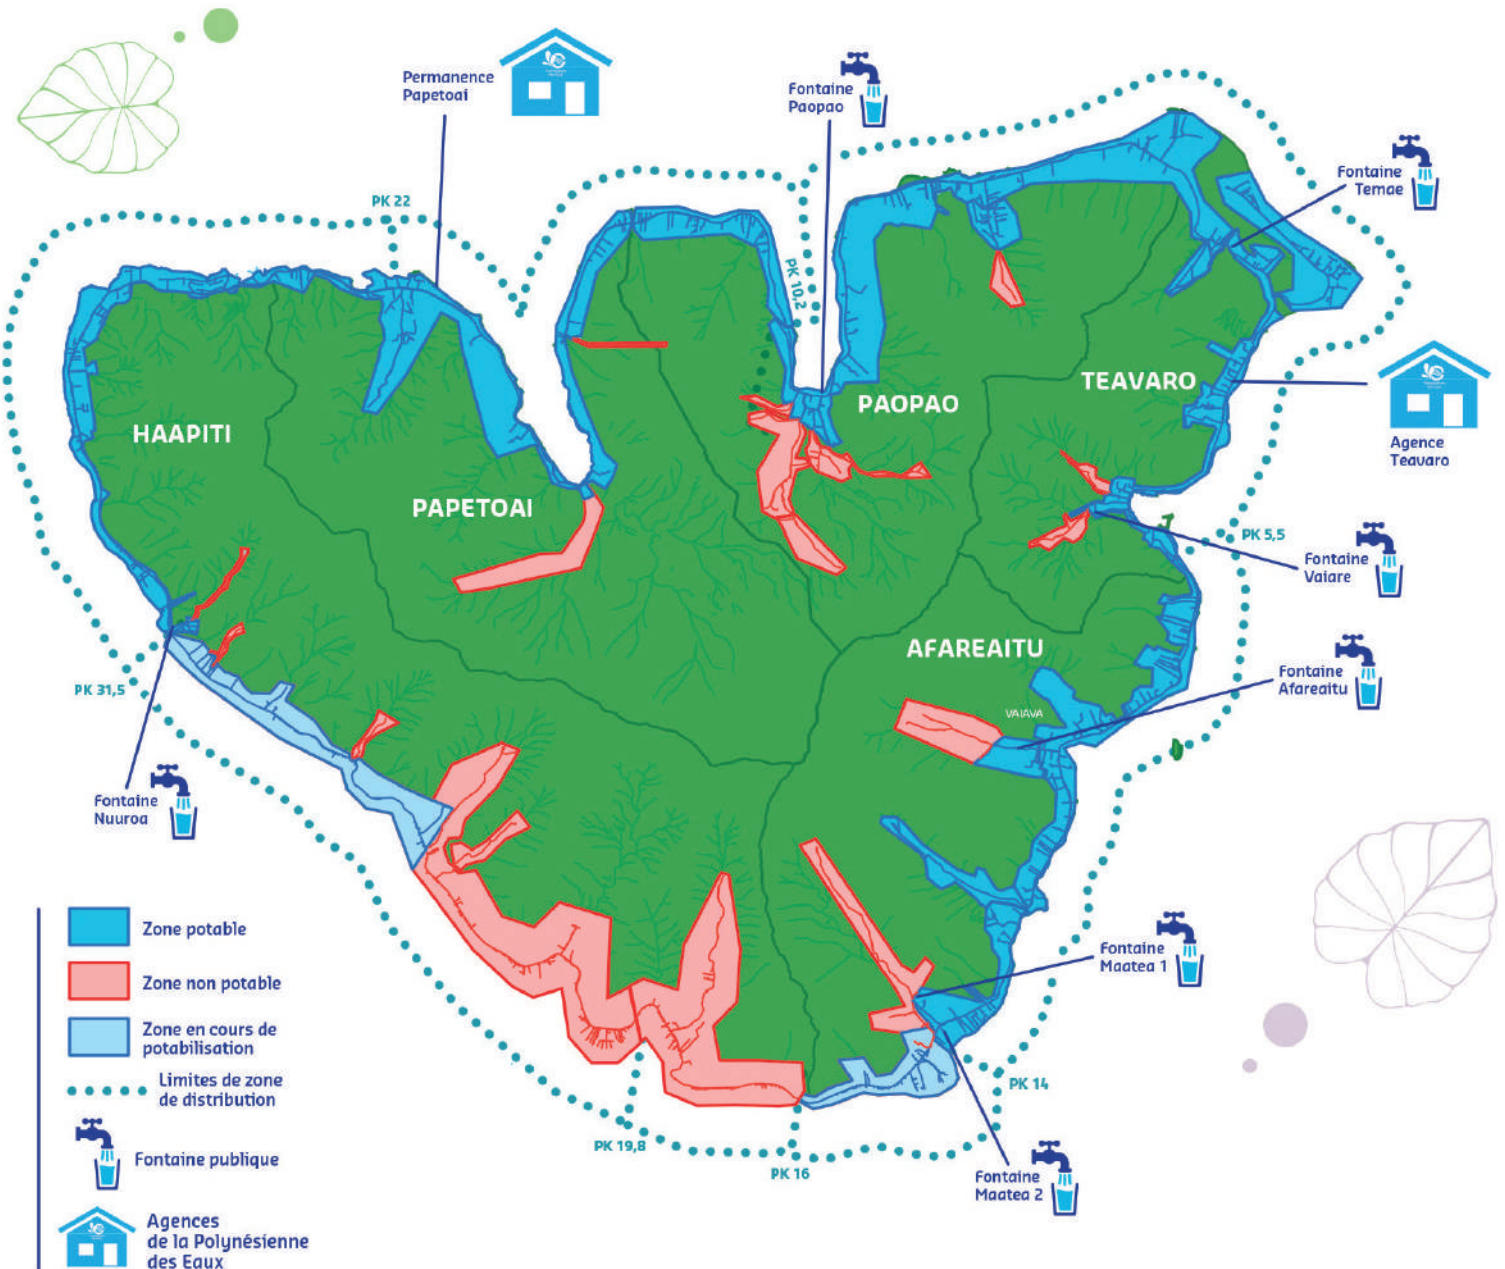 Permanence
Papetoai
Fontaine
Paopao
Fontaine
Temae
PK 22
PK 10,2
HAAPITI
PAPETOAI
PAOPAO
TEAVARO
Agence
Teavaro
PK 5,5
Fontaine
Vaiare
AFAREAITU
Fontaine
Afareaitu
VAIAVA
PK 31,5
Fontaine
Nuuroa
Fontaine
Maatea 1
PK 14
PK 19,8
PK 16
Fontaine
Maatea 2
Zone potable
Zone non potable
Zone en cours de
potabilisation
Limites de zone
de distribution
Fontaine publique
Agences
de la Polynésienne
des Eaux